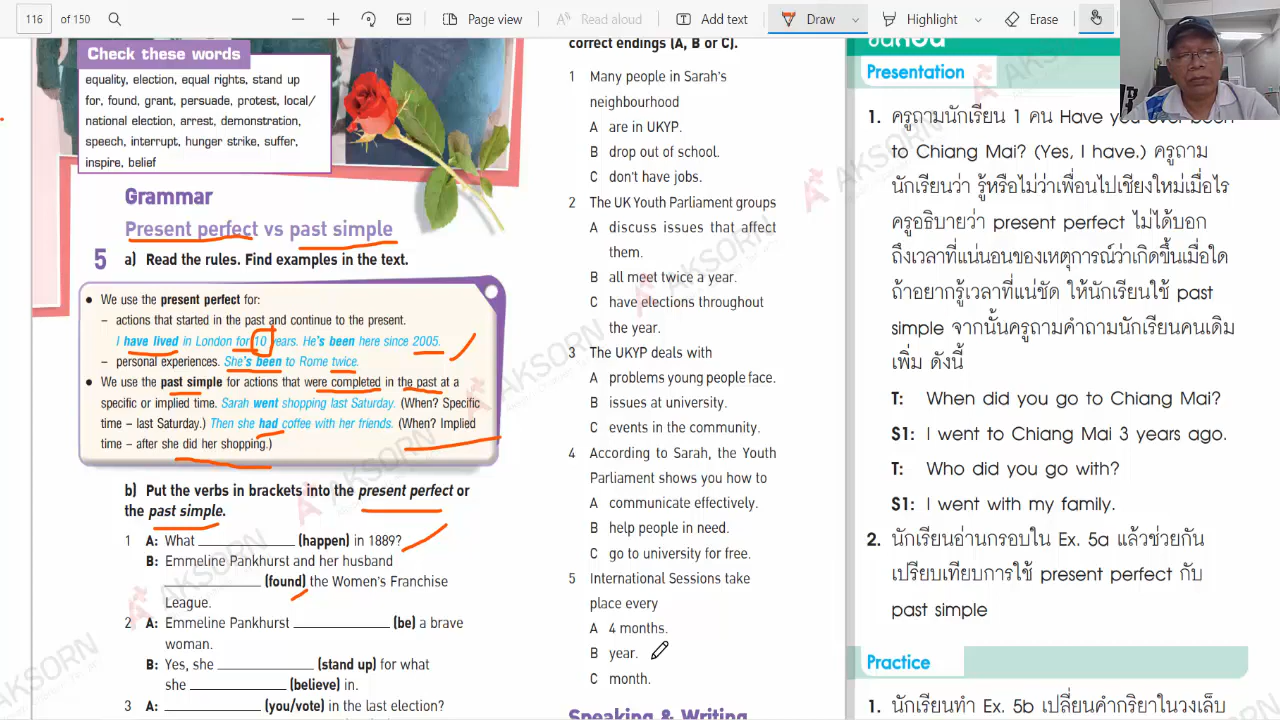 116 of 150 Page view Read aloud Add text Draw Highlight Erase
Check these words
equality, election, equal rights, stand up
for, found, grant, persuade, protest, local/
national election, arrest, demonstration,
speech, interrupt, hunger strike, suffer,
inspire, belief
Grammar
Present perfect vs past simple
5 a) Read the rules. Find examples in the text.
• We use the present perfect for:
– actions that started in the past and continue to the present.
I have lived in London for 10 years. He's been here since 2005.
– personal experiences. She's been to Rome twice.
• We use the past simple for actions that were completed in the past at a
specific or implied time. Sarah went shopping last Saturday. (When? Specific
time – last Saturday.) Then she had coffee with her friends. (When? Implied
time – after she did her shopping.)
b) Put the verbs in brackets into the present perfect or
the past simple.
1 A: What ________________ (happen) in 1889?
B: Emmeline Pankhurst and her husband
________________ (found) the Women's Franchise
League.
2 A: Emmeline Pankhurst ________________ (be) a brave
woman.
B: Yes, she ________________ (stand up) for what
she ________________ (believe) in.
3 A: ________________ (you/vote) in the last election?
correct endings (A, B or C).
1 Many people in Sarah's
neighbourhood
A are in UKYP.
B drop out of school.
C don't have jobs.
2 The UK Youth Parliament groups
A discuss issues that affect
them.
B all meet twice a year.
C have elections throughout
the year.
3 The UKYP deals with
A problems young people face.
B issues at university.
C events in the community.
4 According to Sarah, the Youth
Parliament shows you how to
A communicate effectively.
B help people in need.
C go to university for free.
5 International Sessions take
place every
A 4 months.
B year.
C month.
Speaking & Writing
Presentation
1. ครูถามนักเรียน 1 คน Have you ever been
to Chiang Mai? (Yes, I have.) ครูถาม
นักเรียนว่า รู้หรือไม่ว่าเพื่อนไปเชียงใหม่เมื่อไร
ครูอธิบายว่า present perfect ไม่ได้บอก
ถึงเวลาที่แน่นอนของเหตุการณ์ว่าเกิดขึ้นเมื่อใด
ถ้าอยากรู้เวลาที่แน่ชัด ให้นักเรียนใช้ past
simple จากนั้นครูถามคำถามนักเรียนคนเดิม
เพิ่ม ดังนี้
T: When did you go to Chiang Mai?
S1: I went to Chiang Mai 3 years ago.
T: Who did you go with?
S1: I went with my family.
2. นักเรียนอ่านกรอบใน Ex. 5a แล้วช่วยกัน
เปรียบเทียบการใช้ present perfect กับ
past simple
Practice
1. นักเรียนทำ Ex. 5b เปลี่ยนคำกริยาในวงเล็บ
AKSORN
AKSORN
AKSORN
AKSORN
AKSORN
AKSORN
AKSORN
AKSORN